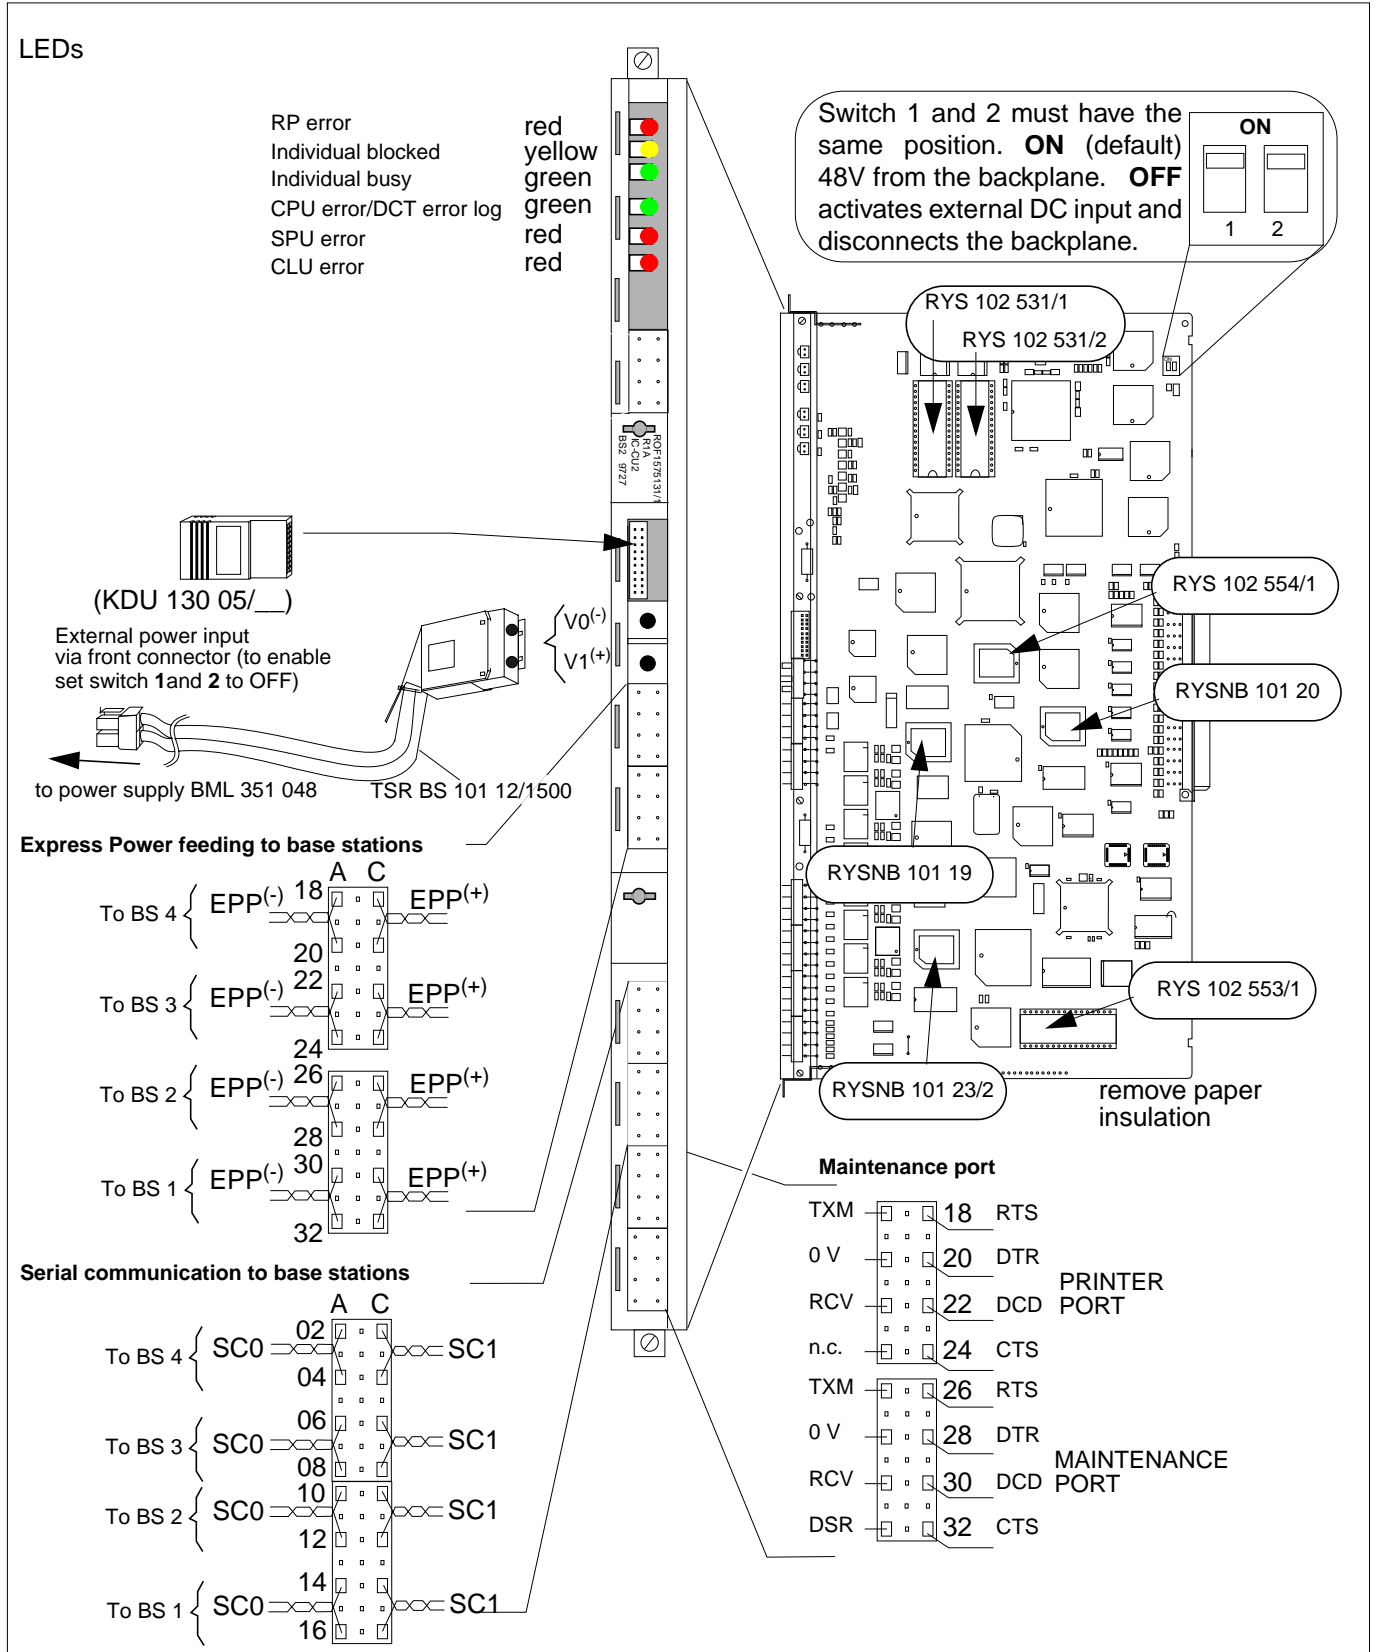 LEDs
RP error red
Individual blocked yellow
Individual busy green
CPU error/DCT error log green
SPU error red
CLU error red
Switch 1 and 2 must have the
same position. ON (default)
48V from the backplane. OFF
activates external DC input and
disconnects the backplane.
ON
1 2
ON
RYS 102 531/1
RYS 102 531/2
ROF1575131/1
R1A
IC-CU2
BS2 9727
(KDU 130 05/__)
External power input
via front connector (to enable
set switch 1and 2 to OFF)
V0(-)
V1(+)
to power supply BML 351 048
TSR BS 101 12/1500
RYS 102 554/1
RYSNB 101 20
RYSNB 101 19
RYS 102 553/1
RYSNB 101 23/2
remove paper
insulation
Express Power feeding to base stations
A C
To BS 4 EPP(-) 18 EPP(+)
20
To BS 3 EPP(-) 22 EPP(+)
24
To BS 2 EPP(-) 26 EPP(+)
28
To BS 1 EPP(-) 30 EPP(+)
32
Serial communication to base stations
A C
02
To BS 4 SC0 SC1
04
06
To BS 3 SC0 SC1
08
10
To BS 2 SC0 SC1
12
14
To BS 1 SC0 SC1
16
Maintenance port
TXM 18 RTS
0 V 20 DTR
RCV 22 DCD
n.c. 24 CTS
PRINTER
PORT
TXM 26 RTS
0 V 28 DTR
RCV 30 DCD
DSR 32 CTS
MAINTENANCE
PORT